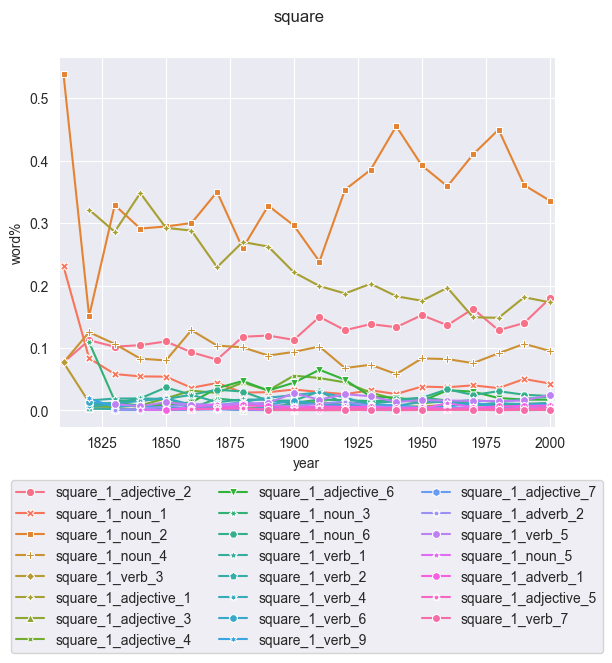 square
word%
0.5
0.4
0.3
0.2
0.1
0.0
1825 1850 1875 1900 1925 1950 1975 2000
year
square_1_adjective_2 square_1_adjective_6 square_1_adjective_7
square_1_noun_1 square_1_noun_3 square_1_adverb_2
square_1_noun_2 square_1_noun_6 square_1_verb_5
square_1_noun_4 square_1_verb_1 square_1_noun_5
square_1_verb_3 square_1_verb_2 square_1_adverb_1
square_1_adjective_1 square_1_verb_4 square_1_adjective_5
square_1_adjective_3 square_1_verb_6 square_1_verb_7
square_1_adjective_4 square_1_verb_9